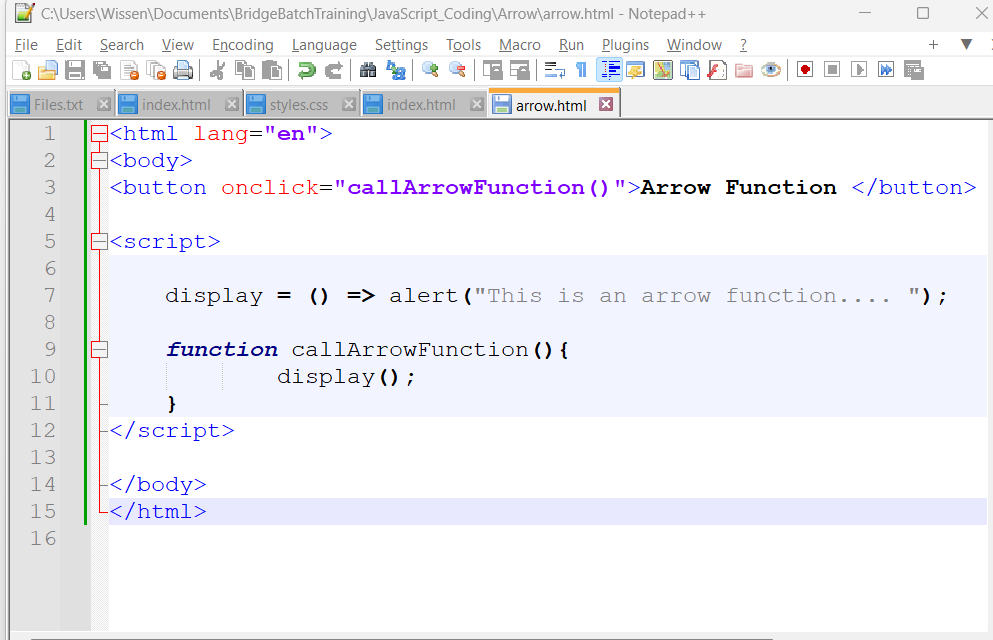 C:\Users\Wissen\Documents\BridgeBatchTraining\JavaScript_Coding\Arrow\arrow.html - Notepad++
File Edit Search View Encoding Language Settings Tools Macro Run Plugins Window ?
Files.txt index.html styles.css index.html arrow.html
1 <html lang="en">
2 <body>
3 <button onclick="callArrowFunction()">Arrow Function </button>
4
5 <script>
6
7 display = () => alert("This is an arrow function.... ");
8
9 function callArrowFunction(){
10 display();
11 }
12 </script>
13
14 </body>
15 </html>
16